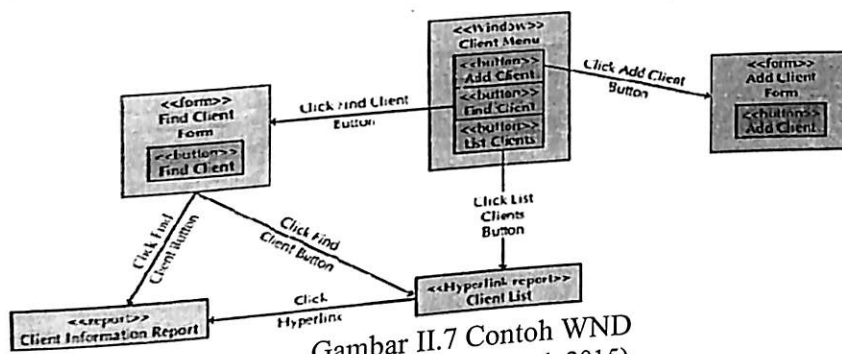 <<Window>>
Client Menu
<<button>>
Add Client
<<button>>
Find Client
<<button>>
List Clients
Click Add Client
Button
<<form>>
Add Client
Form
<<button>>
Add Client
Click Find Client
Button
<<form>>
Find Client
Form
<<button>>
Find Client
Click List
Clients
Button
Click Find
Client Button
Click Find
Client Button
<<Hyperlink report>>
Client List
Click
Hyperlink
<<report>>
Client Information Report
Gambar II.7 Contoh WND
2015)